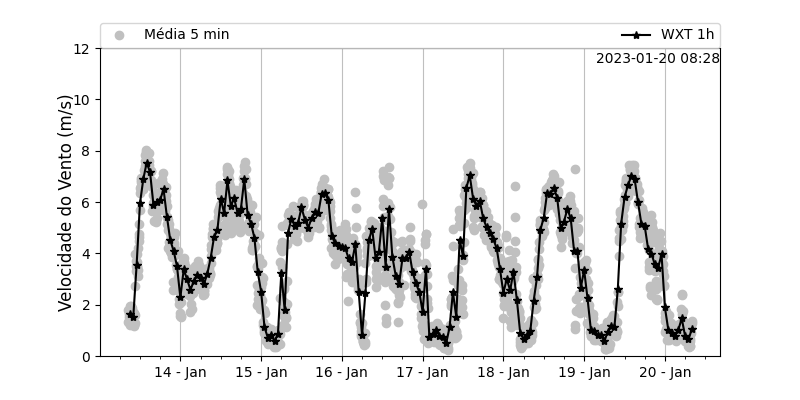 Média 5 min WXT 1h
2023-01-20 08:28
Velocidade do Vento (m/s)
12
10
8
6
4
2
0
14 - Jan 15 - Jan 16 - Jan 17 - Jan 18 - Jan 19 - Jan 20 - Jan